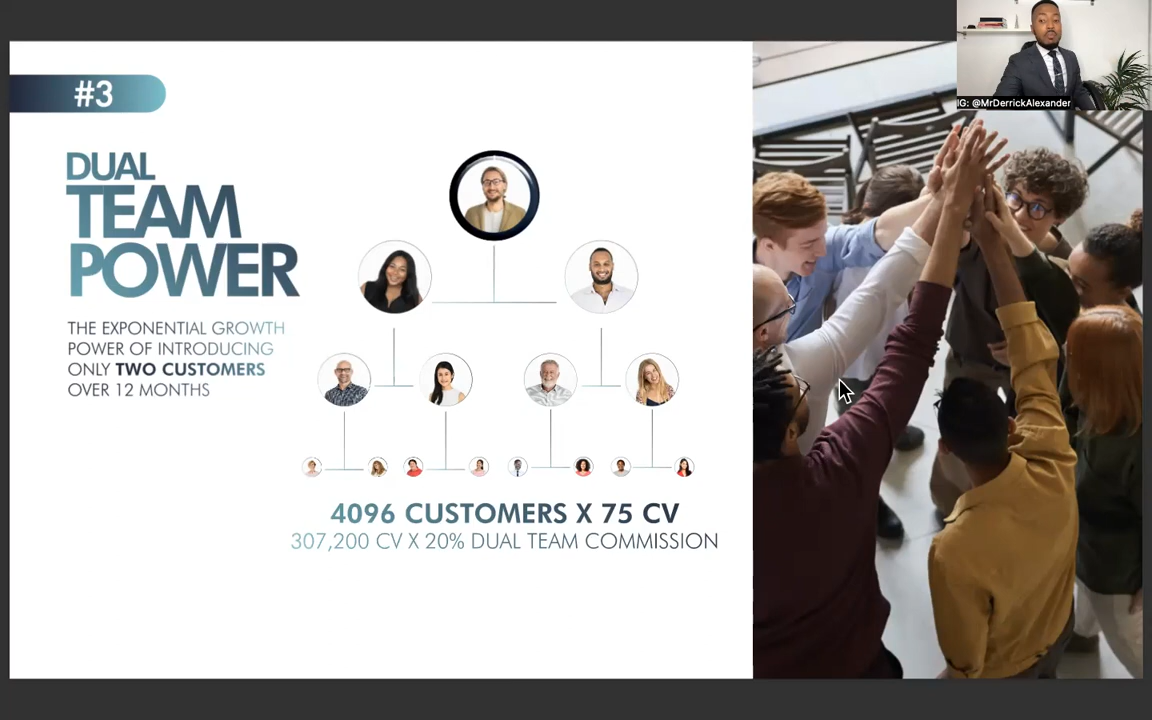 #3
IG: @MrDerrickAlexander
DUAL
TEAM
POWER
THE EXPONENTIAL GROWTH
POWER OF INTRODUCING
ONLY TWO CUSTOMERS
OVER 12 MONTHS
4096 CUSTOMERS X 75 CV
307,200 CV X 20% DUAL TEAM COMMISSION